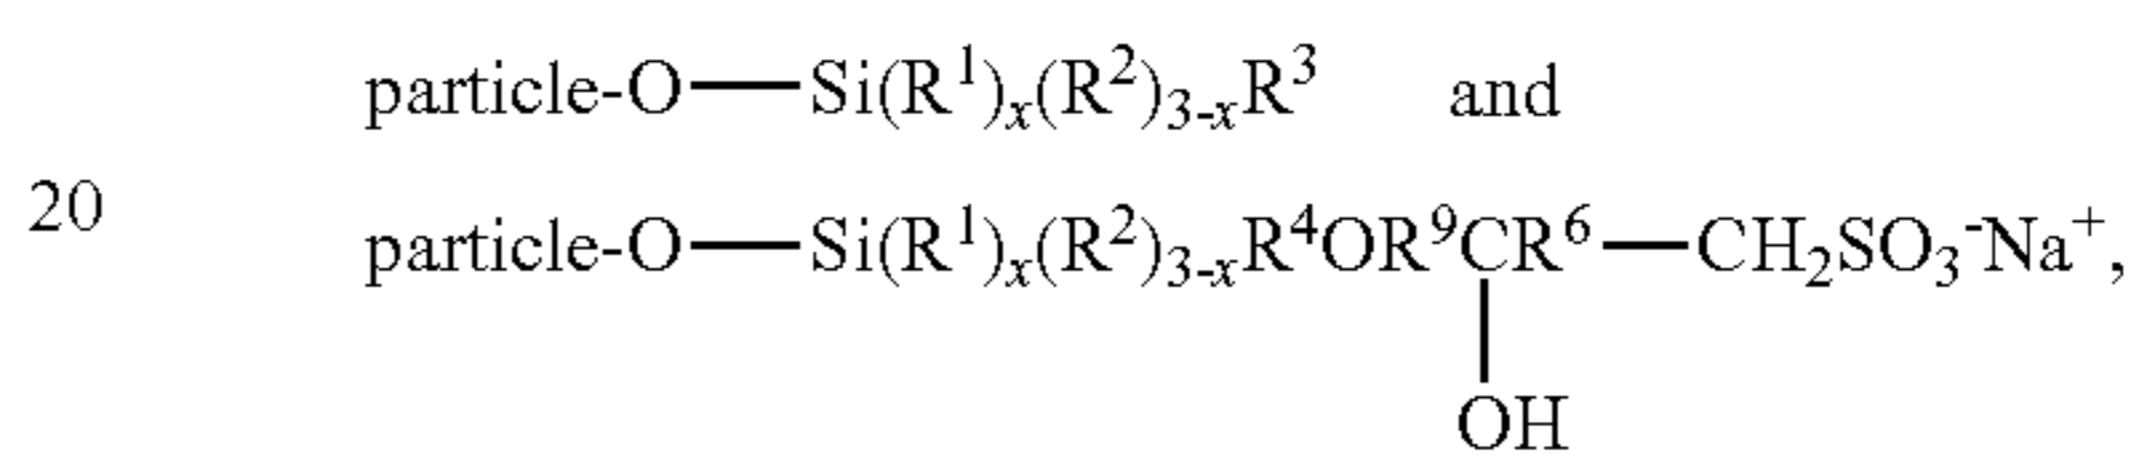 particle-O—Si(R¹)ₓ(R²)₃₋ₓR³ and
20
particle-O—Si(R¹)ₓ(R²)₃₋ₓR⁴OR⁹CR⁶—CH₂SO₃⁻Na⁺,
OH